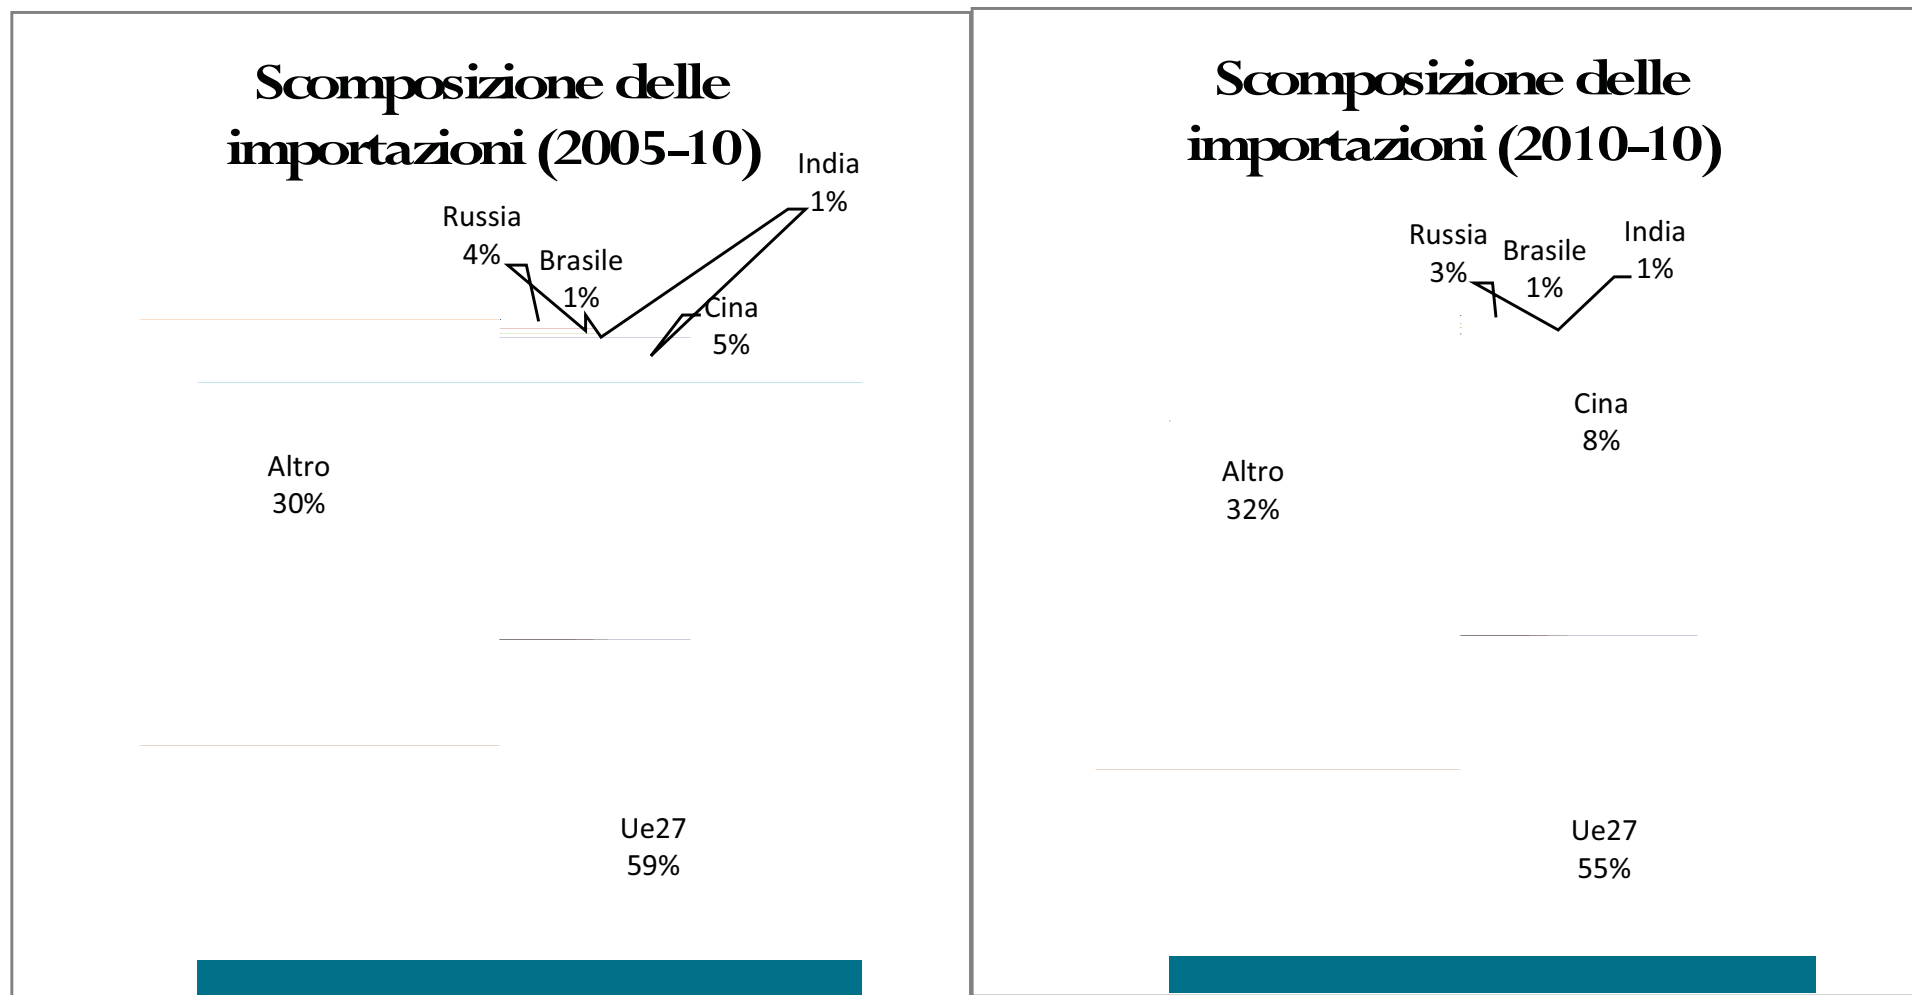 Scomposizione delle
importazioni (2005-10)
India
1%
Russia
4%
Brasile
1%
Cina
5%
Altro
30%
Ue27
59%
Scomposizione delle
importazioni (2010-10)
Russia
3%
Brasile
1%
India
1%
Cina
8%
Altro
32%
Ue27
55%